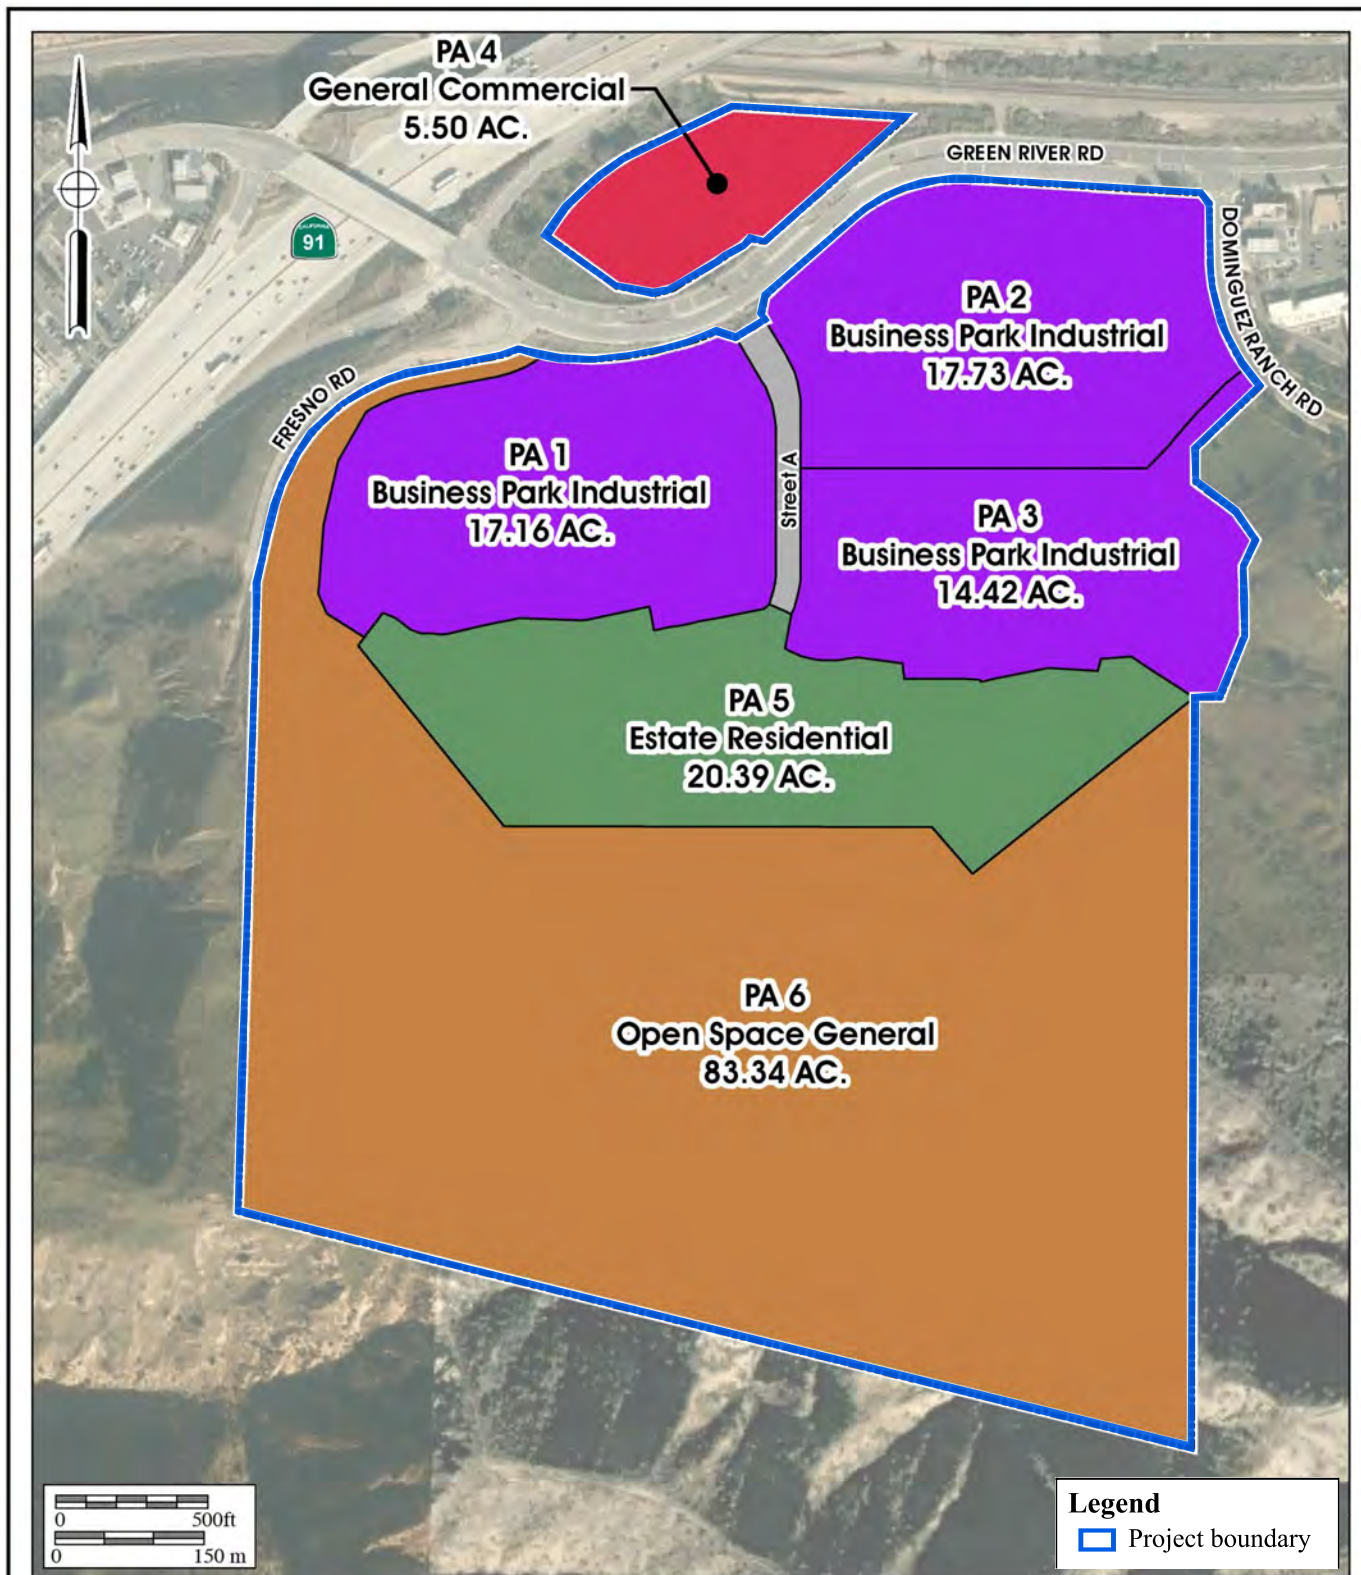 PA 4
General Commercial
5.50 AC.
GREEN RIVER RD
CALIFORNIA
91
DOMINGUEZ RANCH RD
PA 2
Business Park Industrial
17.73 AC.
FRESNO RD
PA 1
Business Park Industrial
17.16 AC.
Street A
PA 3
Business Park Industrial
14.42 AC.
PA 5
Estate Residential
20.39 AC.
PA 6
Open Space General
83.34 AC.
0 500ft
0 150 m
Legend
Project boundary